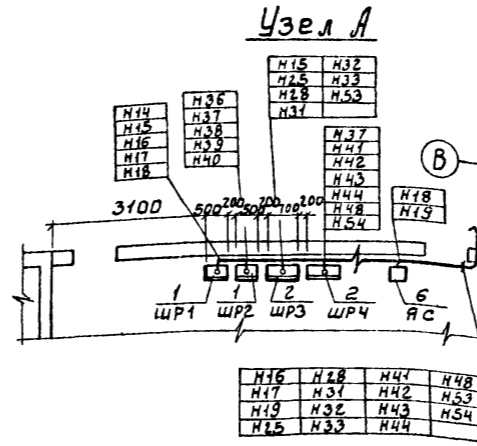 Узел А
Н15 Н32
Н25 Н33
Н28 Н53
Н31
Н36
Н37
Н38
Н39
Н40
Н14
Н15
Н16
Н17
Н18
Н37
Н41
Н42
Н43
Н44
Н48
Н54
В
Н18
Н19
3100 500 200 500 200 700 200
1 1 2 2 6
ШР1 ШР2 ШР3 ШР4 ЯС
Н16 Н28 Н41 Н48
Н17 Н31 Н42 Н53
Н19 Н32 Н43 Н54
Н25 Н33 Н44